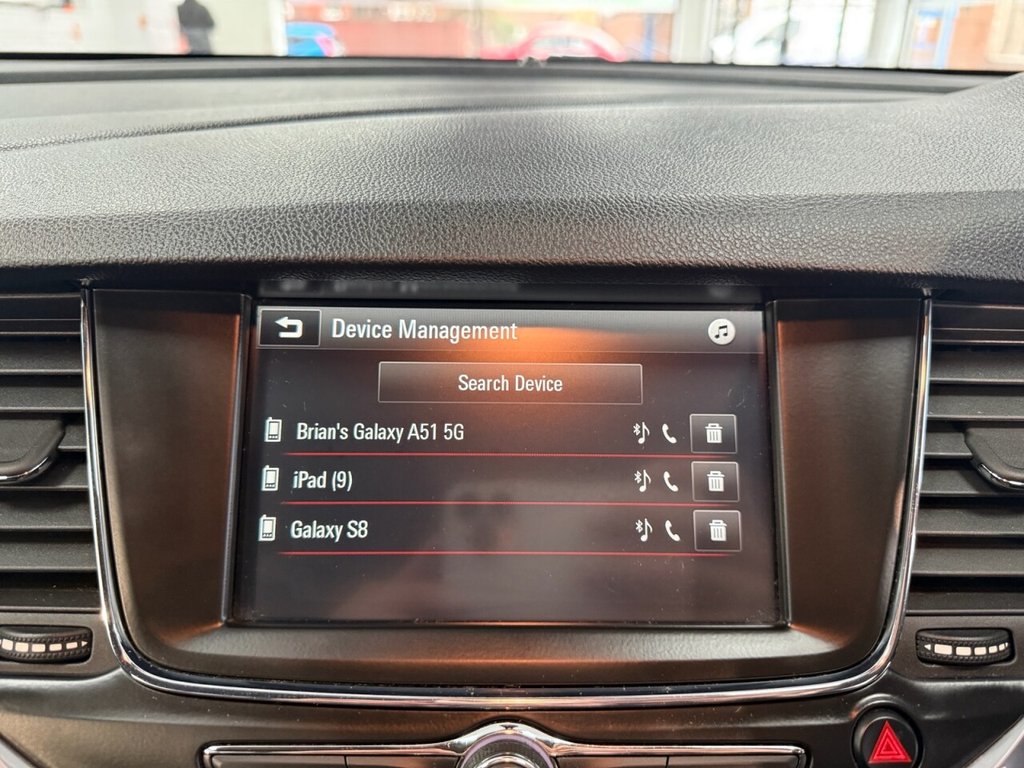 Device Management
Search Device
Brian's Galaxy A51 5G
iPad (9)
Galaxy S8